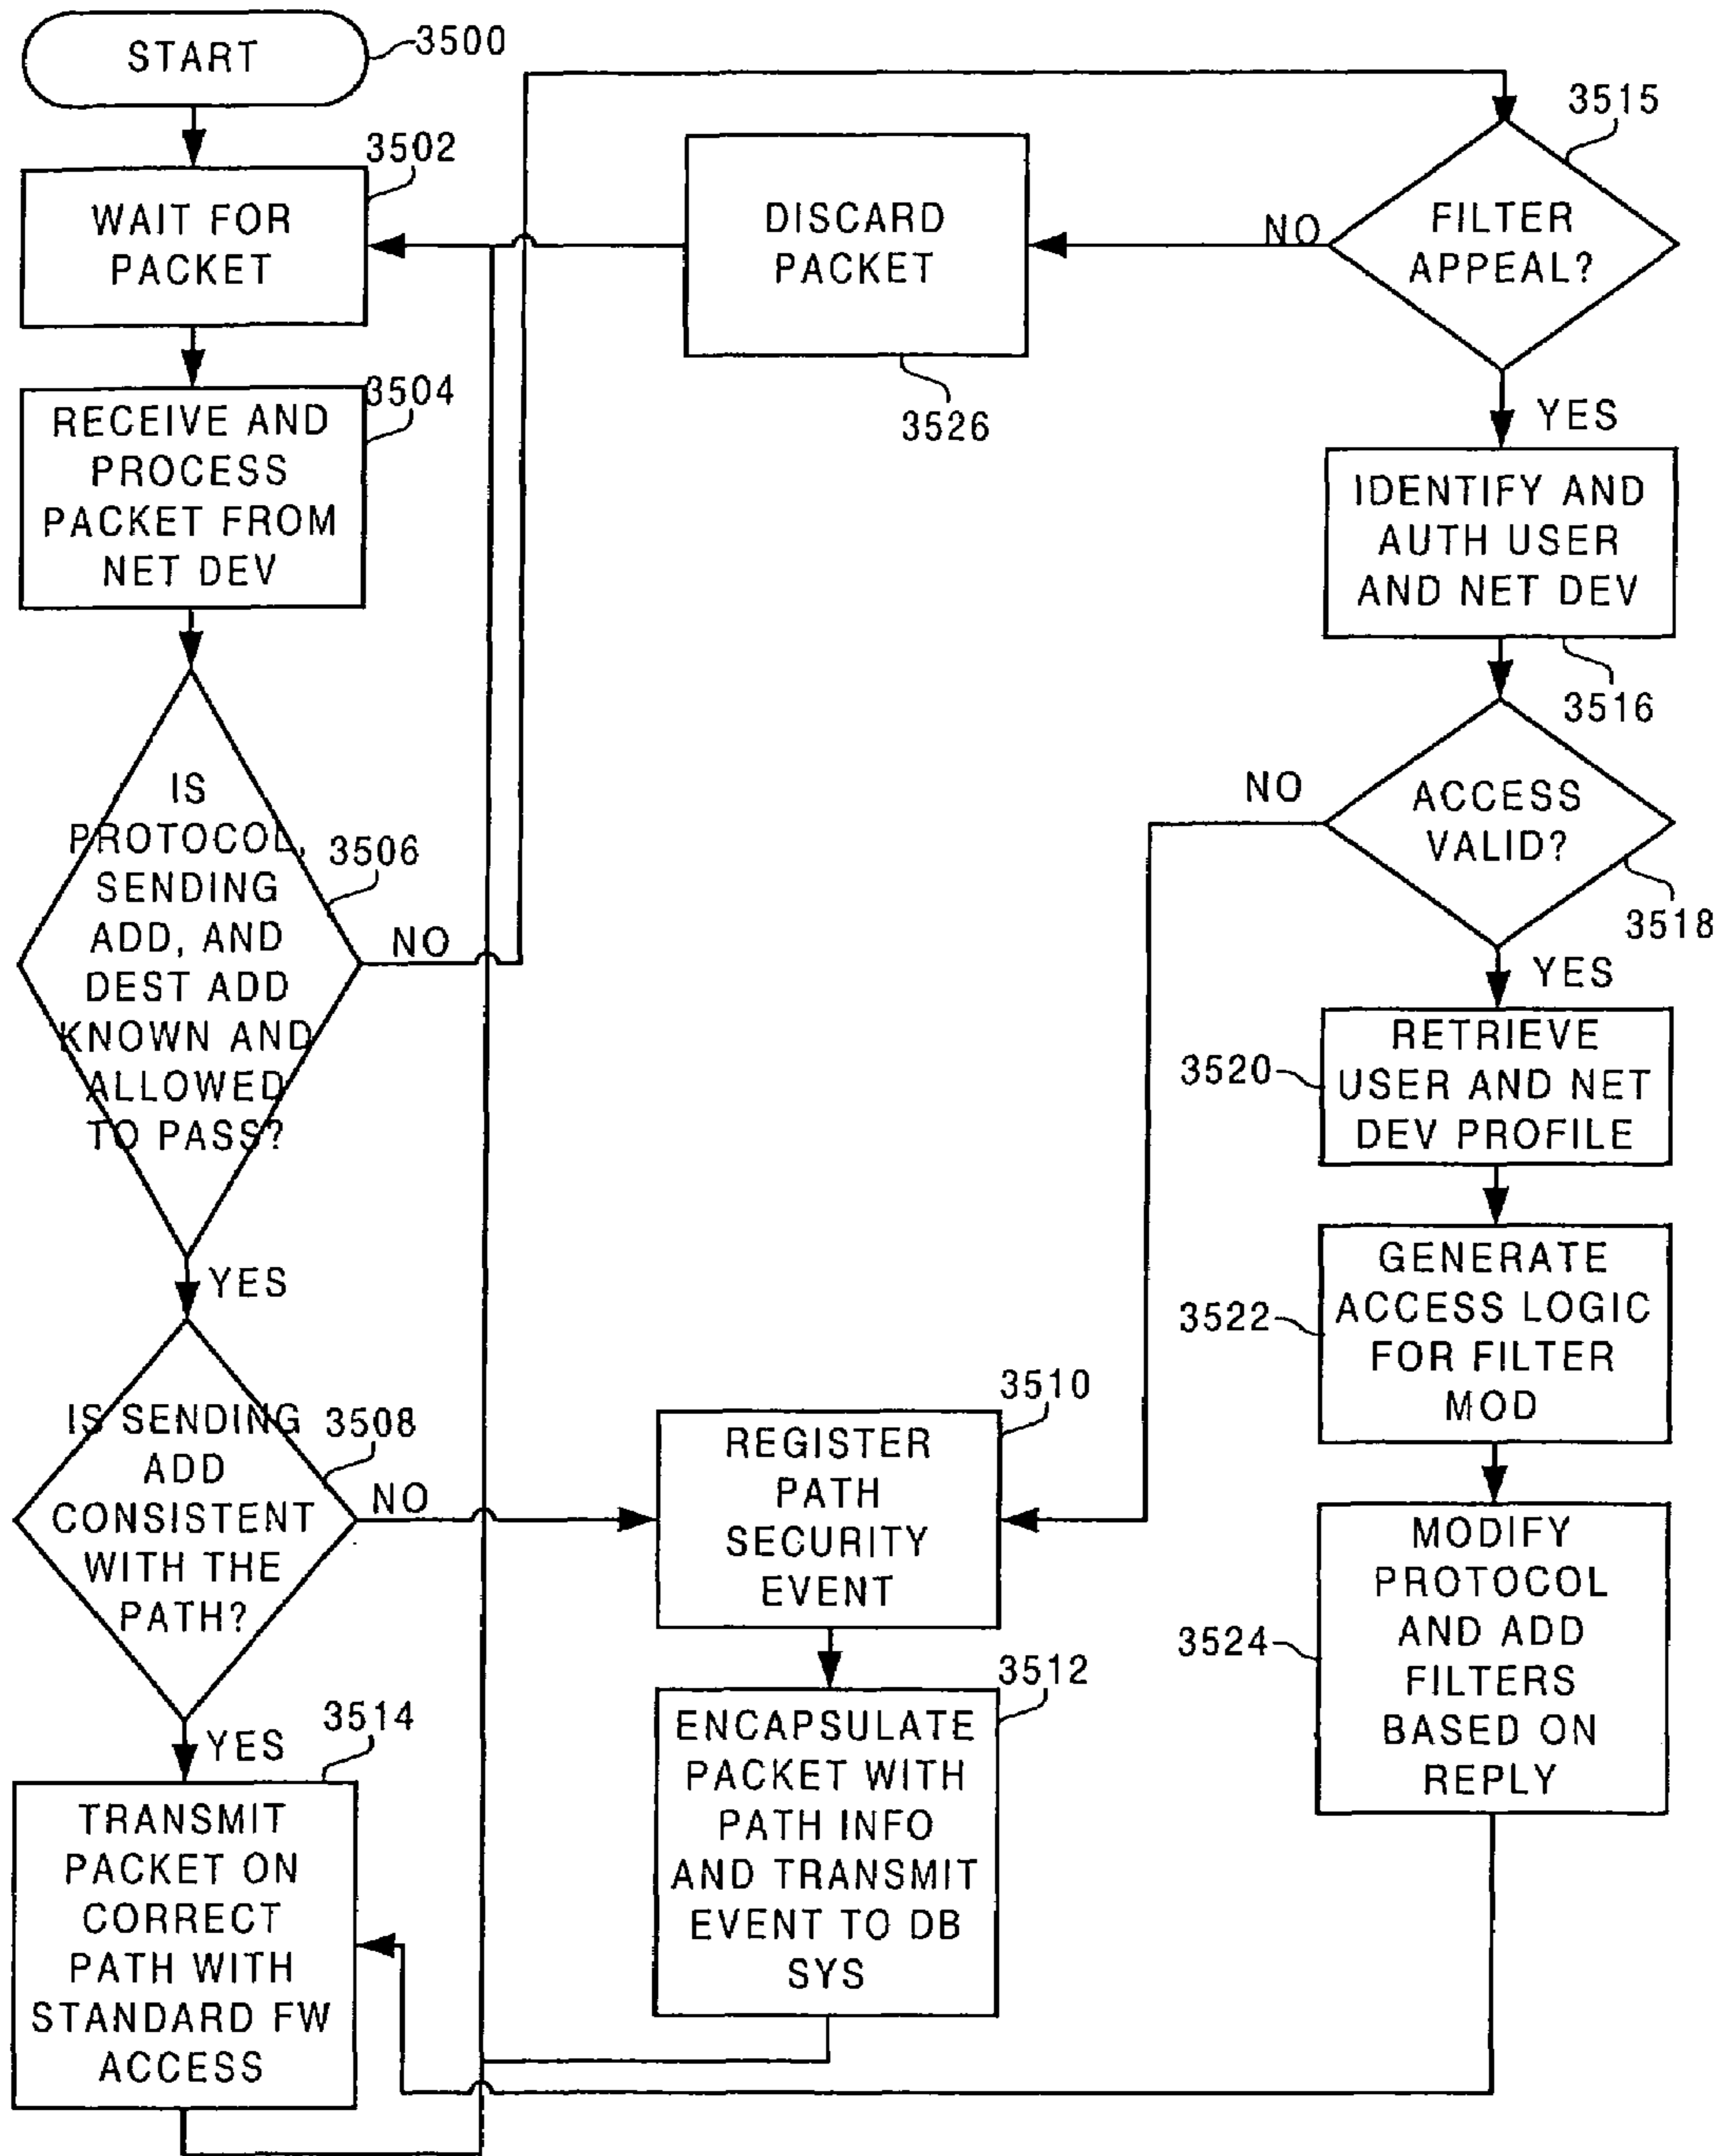 START
3500
3502
WAIT FOR
PACKET
3504
RECEIVE AND
PROCESS
PACKET FROM
NET DEV
IS
PROTOCOL,
SENDING
ADD, AND
DEST ADD
KNOWN AND
ALLOWED
TO PASS?
3506
NO
YES
IS SENDING
ADD
CONSISTENT
WITH THE
PATH?
3508
NO
YES
3514
TRANSMIT
PACKET ON
CORRECT
PATH WITH
STANDARD FW
ACCESS
DISCARD
PACKET
3526
3510
REGISTER
PATH
SECURITY
EVENT
3512
ENCAPSULATE
PACKET WITH
PATH INFO
AND TRANSMIT
EVENT TO DB
SYS
3515
FILTER
APPEAL?
NO
YES
IDENTIFY AND
AUTH USER
AND NET DEV
3516
ACCESS
VALID?
NO
3518
YES
RETRIEVE
USER AND NET
DEV PROFILE
3520
GENERATE
ACCESS LOGIC
FOR FILTER
MOD
3522
MODIFY
PROTOCOL
AND ADD
FILTERS
BASED ON
REPLY
3524